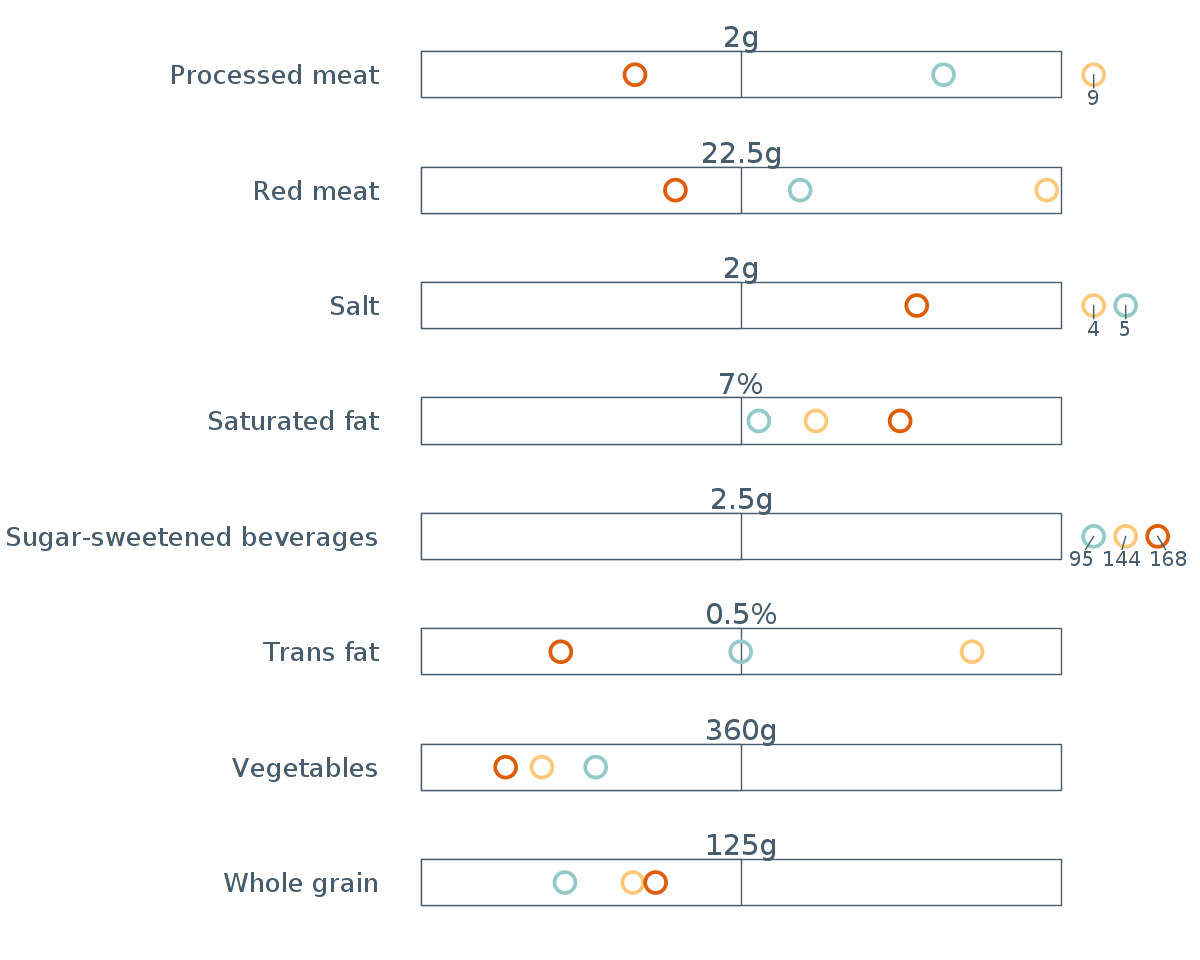 2g
Processed meat
9
22.5g
Red meat
2g
Salt
4 5
7%
Saturated fat
2.5g
Sugar-sweetened beverages
95 144 168
0.5%
Trans fat
360g
Vegetables
125g
Whole grain